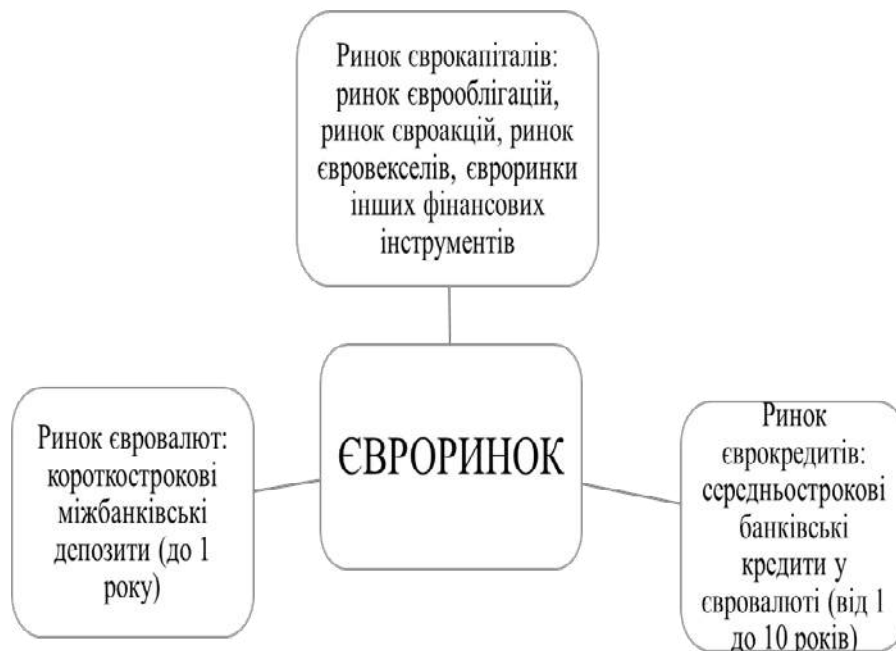 Ринок єврокапіталів:
ринок єврооблігацій,
ринок євроакцій, ринок
євровекселів, євроринки
інших фінансових
інструментів
ЄВРОРИНОК
Ринок євровалют:
короткострокові
міжбанківські
депозити (до 1
року)
Ринок
єврокредитів:
середньострокові
банківські
кредити у
євровалюті (від 1
до 10 років)